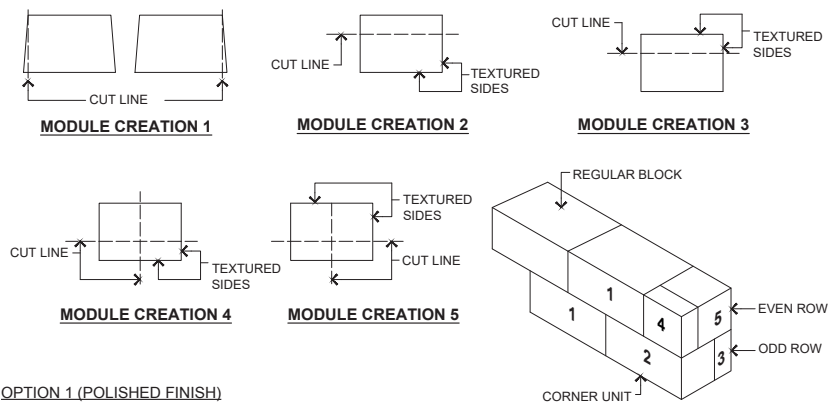 CUT LINE
MODULE CREATION 1
CUT LINE
TEXTURED
SIDES
MODULE CREATION 2
CUT LINE
TEXTURED
SIDES
MODULE CREATION 3
CUT LINE
TEXTURED
SIDES
MODULE CREATION 4
TEXTURED
SIDES
CUT LINE
MODULE CREATION 5
REGULAR BLOCK
1
4
5
EVEN ROW
1
2
3
ODD ROW
CORNER UNIT
OPTION 1 (POLISHED FINISH)